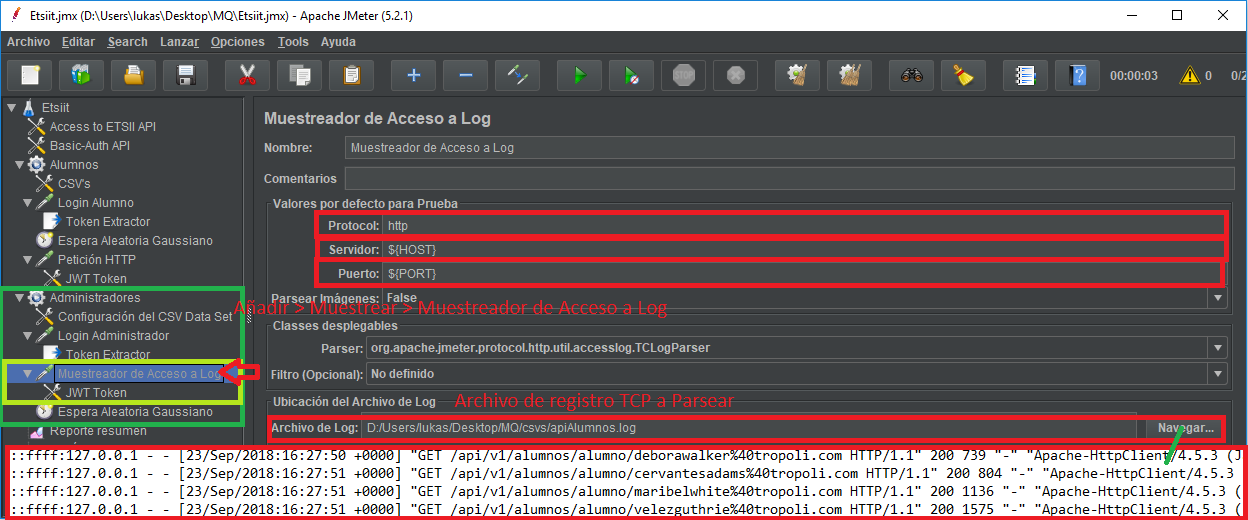 Etsiit.jmx (D:\Users\lukas\Desktop\MQ\Etsiit.jmx) - Apache JMeter (5.2.1)
Archivo Editar Search Lanzar Opciones Tools Ayuda
STOP
00:00:03
0
0/2
Etsiit
Access to ETSII API
Basic-Auth API
Alumnos
CSV's
Login Alumno
Token Extractor
Espera Aleatoria Gaussiano
Petición HTTP
JWT Token
Administradores
Configuración del CSV Data Set
Login Administrador
Token Extractor
Muestreador de Acceso a Log
JWT Token
Espera Aleatoria Gaussiano
Reporte resumen
Muestreador de Acceso a Log
Nombre: Muestreador de Acceso a Log
Comentarios
Valores por defecto para Prueba
Protocol: http
Servidor: ${HOST}
Puerto: ${PORT}
Parsear Imágenes: False
Añadir > Muestrear > Muestreador de Acceso a Log
Classes desplegables
Parser: org.apache.jmeter.protocol.http.util.accesslog.TCLogParser
Filtro (Opcional): No definido
Ubicación del Archivo de Log
Archivo de registro TCP a Parsear
Archivo de Log: D:/Users/lukas/Desktop/MQ/csvs/apiAlumnos.log
Navegar...
::ffff:127.0.0.1 - - [23/Sep/2018:16:27:50 +0000] "GET /api/v1/alumnos/alumno/deborawalker%40tropoli.com HTTP/1.1" 200 739 "-" "Apache-HttpClient/4.5.3 (J
::ffff:127.0.0.1 - - [23/Sep/2018:16:27:51 +0000] "GET /api/v1/alumnos/alumno/cervantesadams%40tropoli.com HTTP/1.1" 200 804 "-" "Apache-HttpClient/4.5.3
::ffff:127.0.0.1 - - [23/Sep/2018:16:27:51 +0000] "GET /api/v1/alumnos/alumno/maribelwhite%40tropoli.com HTTP/1.1" 200 1136 "-" "Apache-HttpClient/4.5.3 (
::ffff:127.0.0.1 - - [23/Sep/2018:16:27:51 +0000] "GET /api/v1/alumnos/alumno/velezguthrie%40tropoli.com HTTP/1.1" 200 1575 "-" "Apache-HttpClient/4.5.3 (